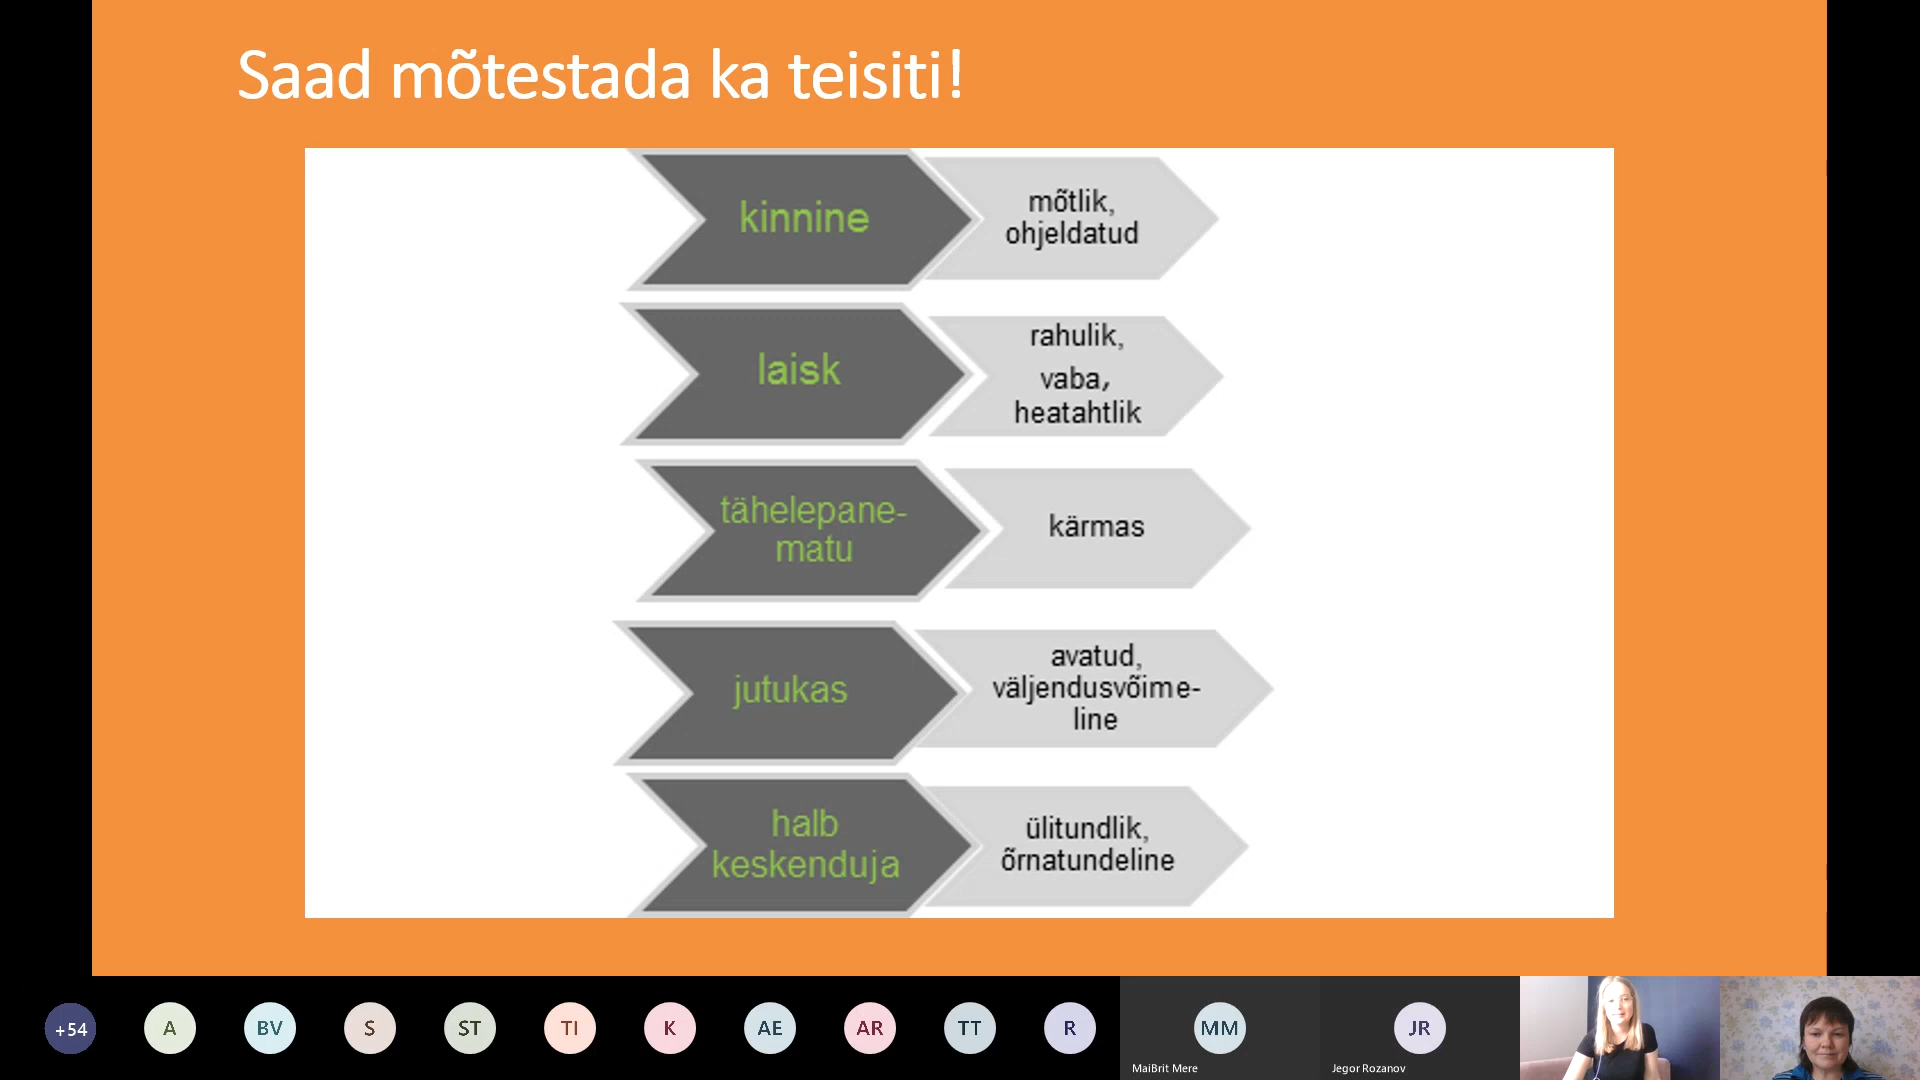 Saad mõtestada ka teisiti!
kinnine
mõtlik,
ohjeldatud
laisk
rahulik,
vaba,
heatahtlik
tähelepane-
matu
kärmas
jutukas
avatud,
väljendusvõime-
line
halb
keskenduja
ülitundlik,
õrnatundeline
+54
A
BV
S
ST
TI
K
AE
AR
TT
R
MM
MaiBrit Mere
JR
Jegor Rozanov